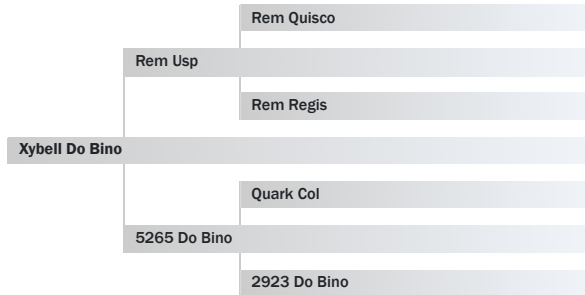 Rem Quisco
Rem Usp
Rem Regis
Xybell Do Bino
Quark Col
5265 Do Bino
2923 Do Bino